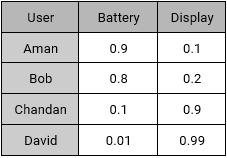 User Battery Display
Aman 0.9 0.1
Bob 0.8 0.2
Chandan 0.1 0.9
David 0.01 0.99